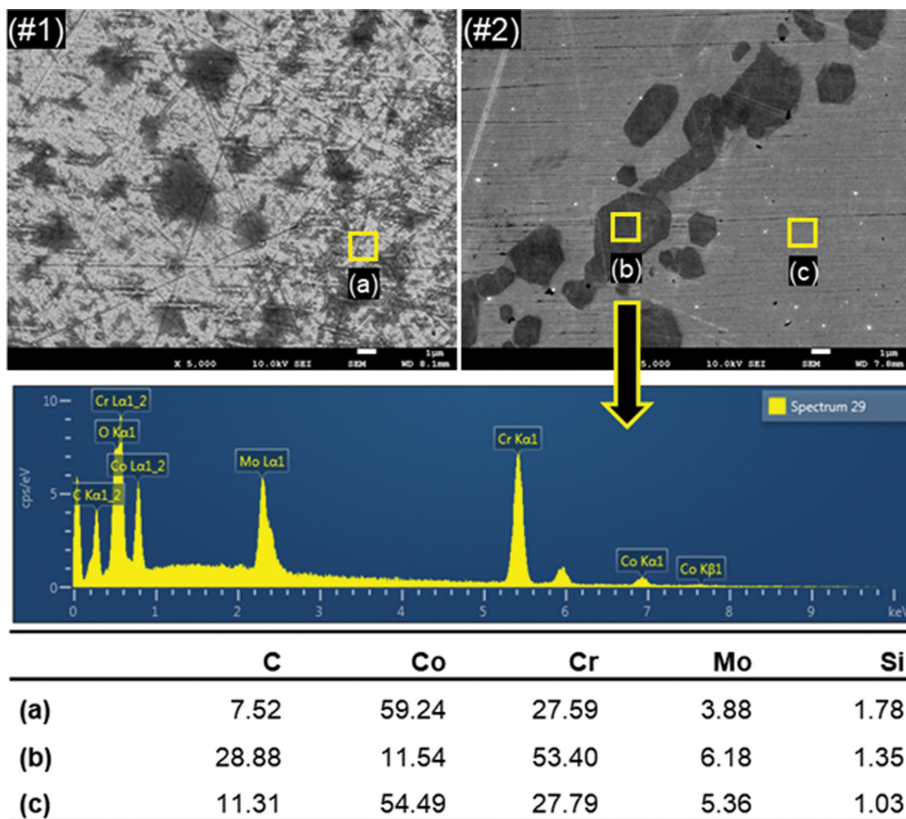 (#1)
(#2)
(a)
(b)
(c)
X 5,000 10.0kV SEI SEM 1μm WD 8.1mm
5,000 10.0kV SEI SEM 1μm WD 7.8mm
Spectrum 29
cps/eV
10
5
0
C Kα1_2
O Kα1
Cr Lα1_2
Co Lα1_2
Mo Lα1
Cr Kα1
Co Kα1
Co Kβ1
0 1 2 3 4 5 6 7 8 9 keV
C Co Cr Mo Si
(a) 7.52 59.24 27.59 3.88 1.78
(b) 28.88 11.54 53.40 6.18 1.35
(c) 11.31 54.49 27.79 5.36 1.03